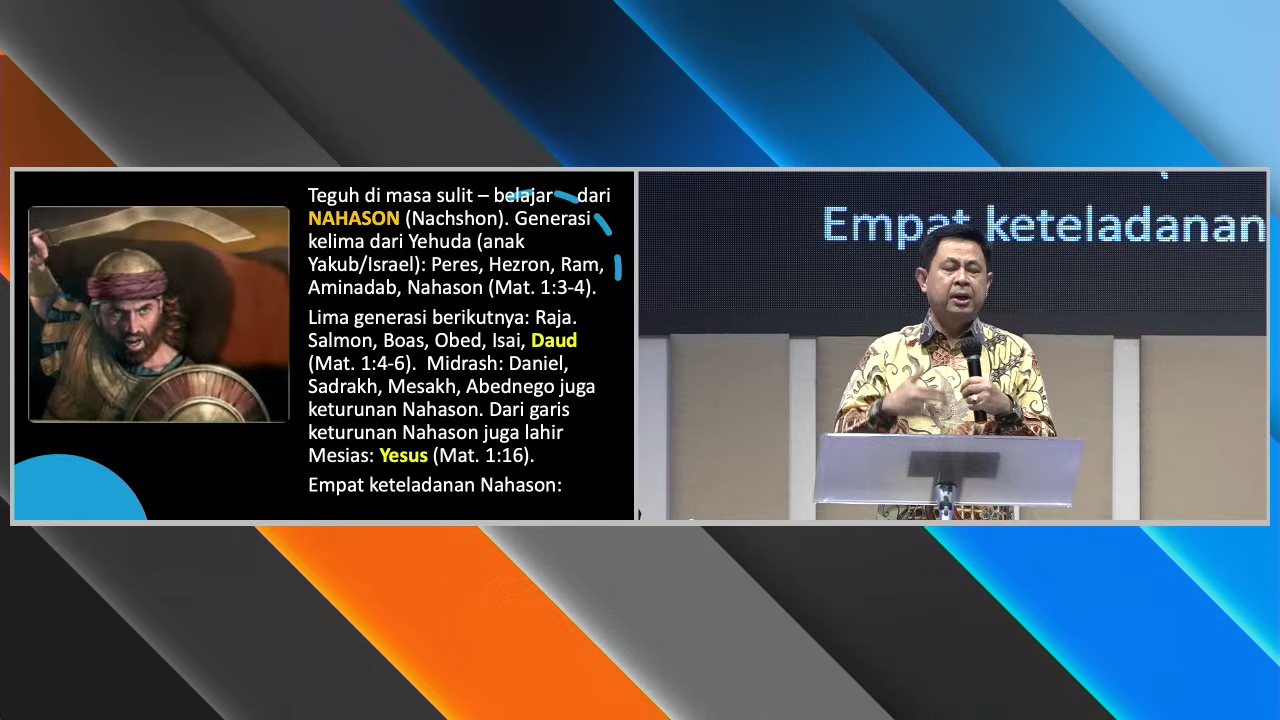 Teguh di masa sulit – belajar dari
NAHASON (Nachshon). Generasi
kelima dari Yehuda (anak
Yakub/Israel): Peres, Hezron, Ram,
Aminadab, Nahason (Mat. 1:3-4).
Lima generasi berikutnya: Raja.
Salmon, Boas, Obed, Isai, Daud
(Mat. 1:4-6). Midrash: Daniel,
Sadrakh, Mesakh, Abednego juga
keturunan Nahason. Dari garis
keturunan Nahason juga lahir
Mesias: Yesus (Mat. 1:16).
Empat keteladanan Nahason:
Empat keteladanan